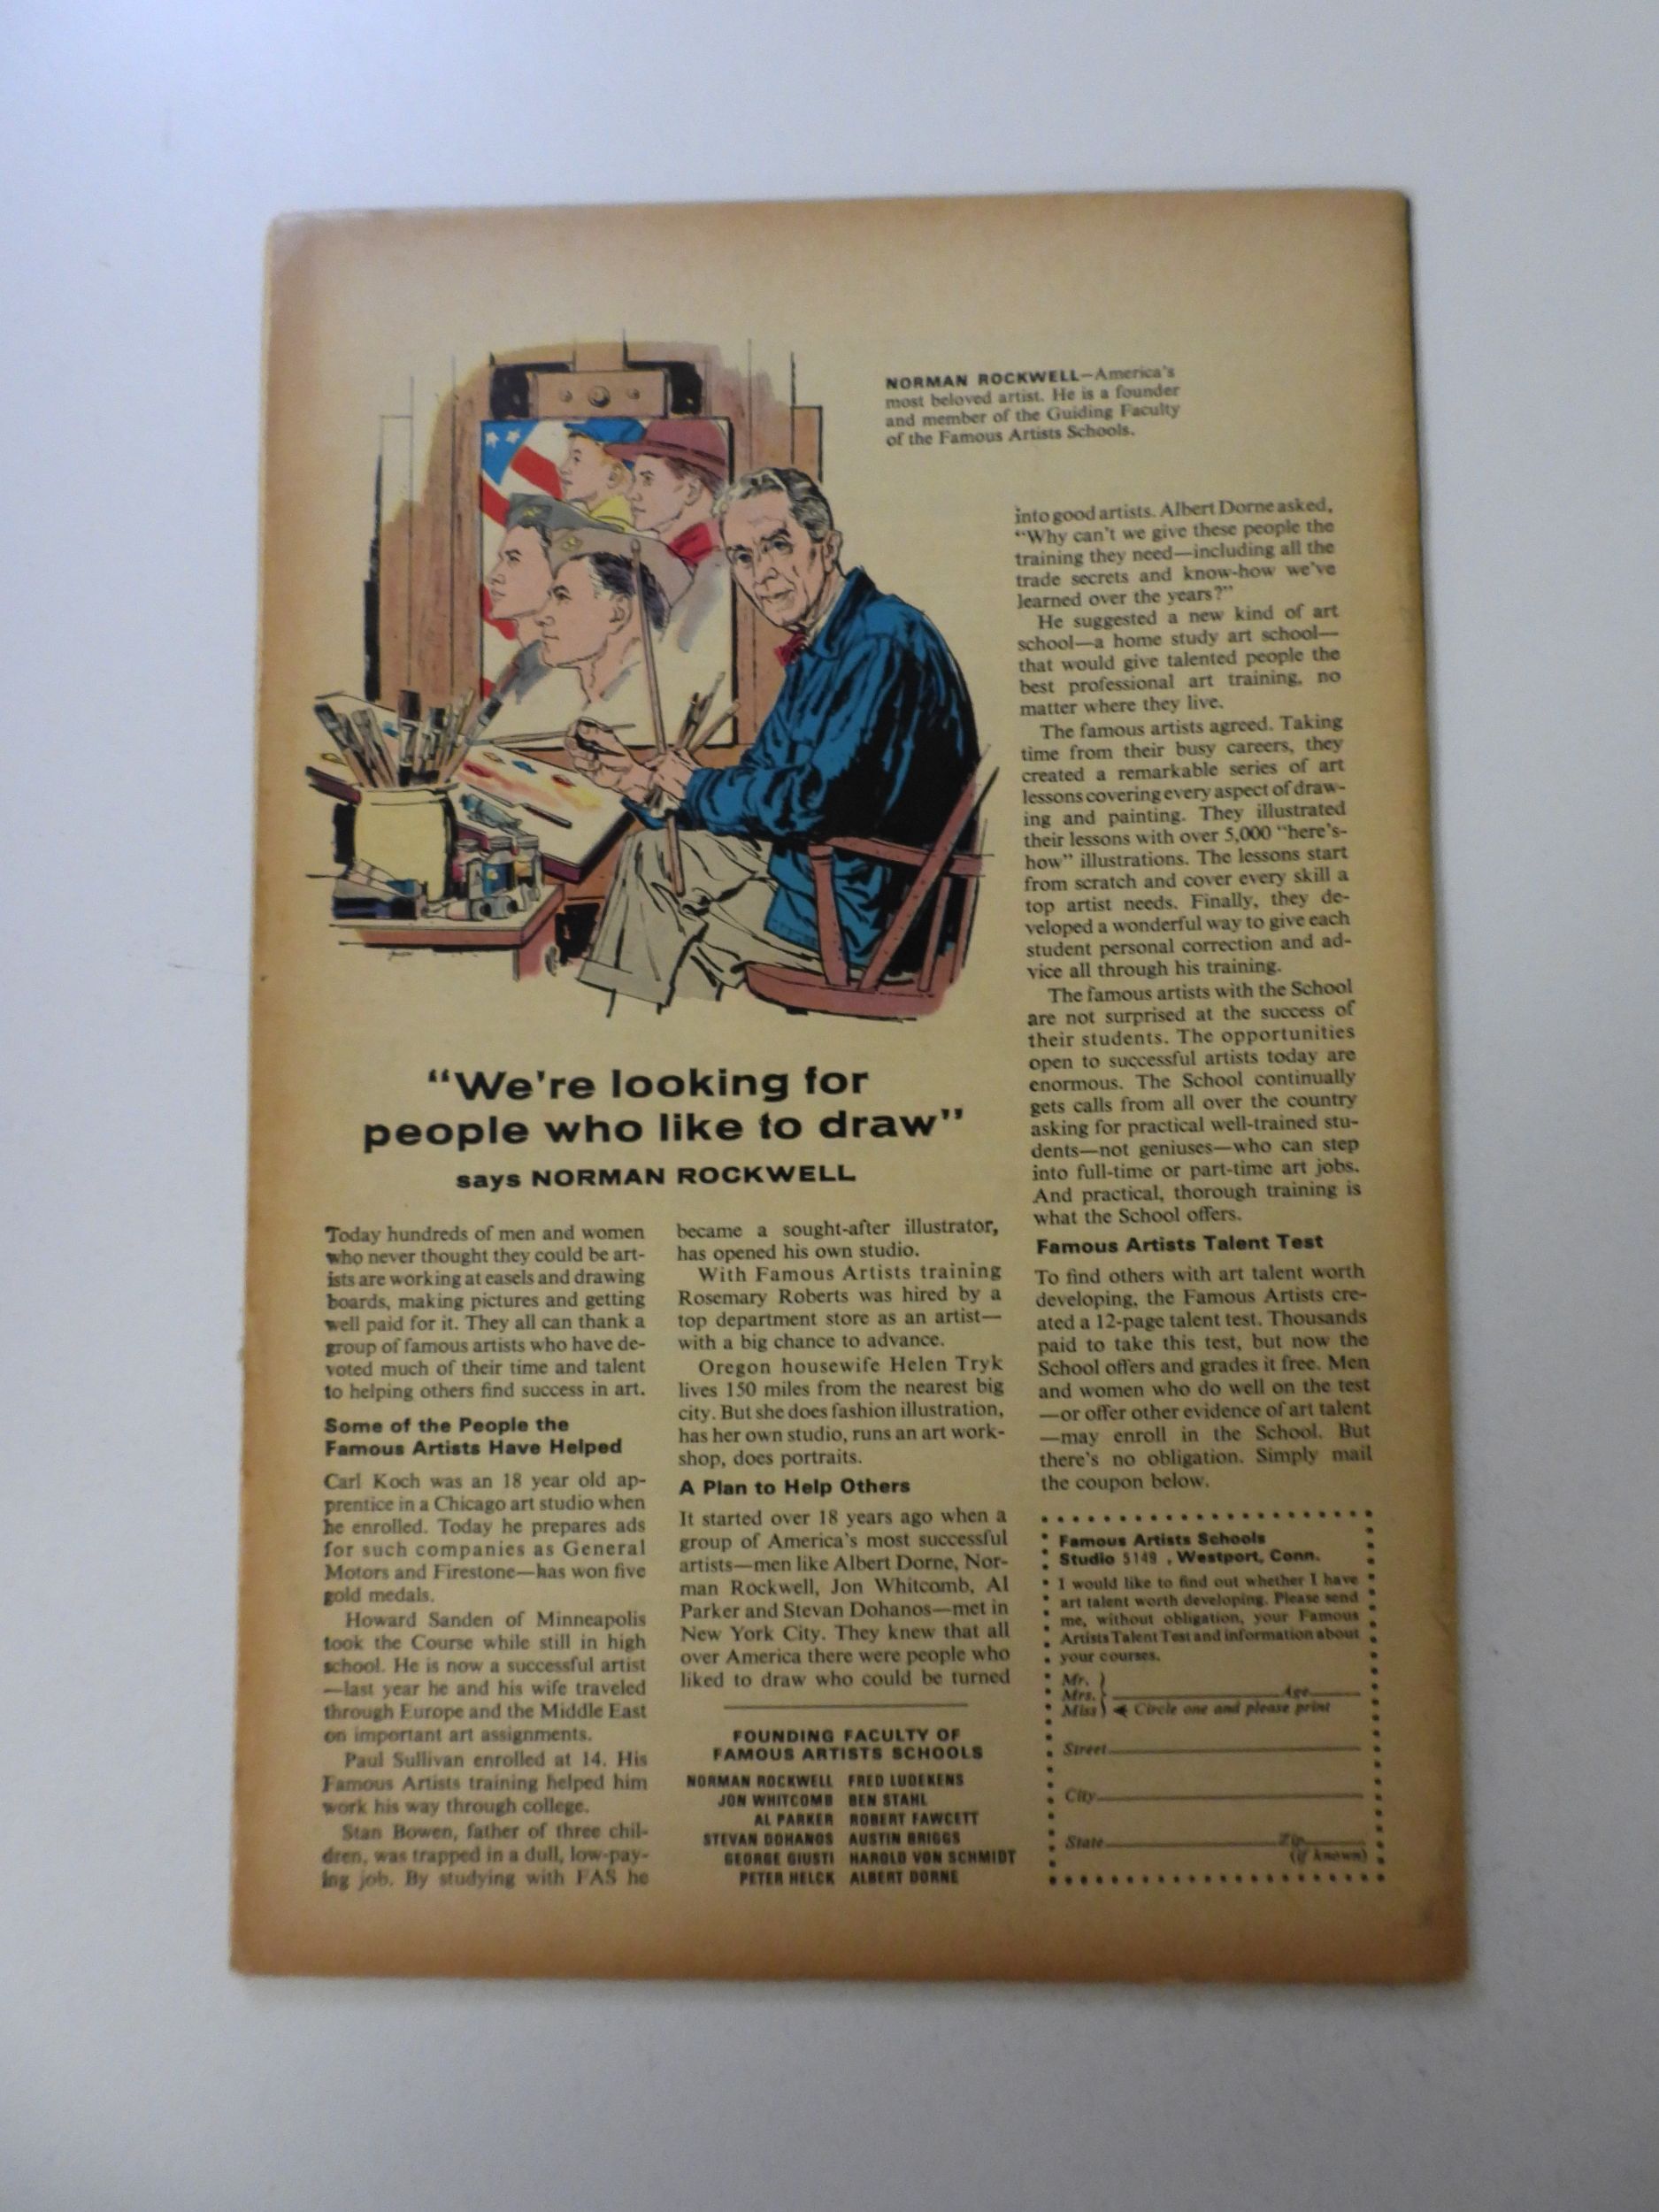 NORMAN ROCKWELL—America's
most beloved artist. He is a founder
and member of the Guiding Faculty
of the Famous Artists Schools.
"We're looking for
people who like to draw"
says NORMAN ROCKWELL
Today hundreds of men and women
who never thought they could be art-
ists are working at easels and drawing
boards, making pictures and getting
well paid for it. They all can thank a
group of famous artists who have de-
voted much of their time and talent
to helping others find success in art.
Some of the People the
Famous Artists Have Helped
Carl Koch was an 18 year old ap-
prentice in a Chicago art studio when
he enrolled. Today he prepares ads
for such companies as General
Motors and Firestone—has won five
gold medals.
Howard Sanden of Minneapolis
took the Course while still in high
school. He is now a successful artist
—last year he and his wife traveled
through Europe and the Middle East
on important art assignments.
Paul Sullivan enrolled at 14. His
Famous Artists training helped him
work his way through college.
Stan Bowen, father of three chil-
dren, was trapped in a dull, low-pay-
ing job. By studying with FAS he
became a sought-after illustrator,
has opened his own studio.
With Famous Artists training
Rosemary Roberts was hired by a
top department store as an artist—
with a big chance to advance.
Oregon housewife Helen Tryk
lives 150 miles from the nearest big
city. But she does fashion illustration,
has her own studio, runs an art work-
shop, does portraits.
A Plan to Help Others
It started over 18 years ago when a
group of America's most successful
artists—men like Albert Dorne, Nor-
man Rockwell, Jon Whitcomb, Al
Parker and Stevan Dohanos—met in
New York City. They knew that all
over America there were people who
liked to draw who could be turned
into good artists. Albert Dorne asked,
"Why can't we give these people the
training they need—including all the
trade secrets and know-how we've
learned over the years?"
He suggested a new kind of art
school—a home study art school—
that would give talented people the
best professional art training, no
matter where they live.
The famous artists agreed. Taking
time from their busy careers, they
created a remarkable series of art
lessons covering every aspect of draw-
ing and painting. They illustrated
their lessons with over 5,000 "here's-
how" illustrations. The lessons start
from scratch and cover every skill a
top artist needs. Finally, they de-
veloped a wonderful way to give each
student personal correction and ad-
vice all through his training.
The famous artists with the School
are not surprised at the success of
their students. The opportunities
open to successful artists today are
enormous. The School continually
gets calls from all over the country
asking for practical well-trained stu-
dents—not geniuses—who can step
into full-time or part-time art jobs.
And practical, thorough training is
what the School offers.
Famous Artists Talent Test
To find others with art talent worth
developing, the Famous Artists cre-
ated a 12-page talent test. Thousands
paid to take this test, but now the
School offers and grades it free. Men
and women who do well on the test
—or offer other evidence of art talent
—may enroll in the School. But
there's no obligation. Simply mail
the coupon below.
FOUNDING FACULTY OF
FAMOUS ARTISTS SCHOOLS
NORMAN ROCKWELL FRED LUDEKENS
JON WHITCOMB BEN STAHL
AL PARKER ROBERT FAWCETT
STEVAN DOHANOS AUSTIN BRIGGS
GEORGE GIUSTI HAROLD VON SCHMIDT
PETER HELCK ALBERT DORNE
Famous Artists Schools
Studio 5149 , Westport, Conn.
I would like to find out whether I have
art talent worth developing. Please send
me, without obligation, your Famous
Artists Talent Test and information about
your courses.
Mr.
Mrs. Age
Miss Circle one and please print
Street
City
State Zip
(if known)